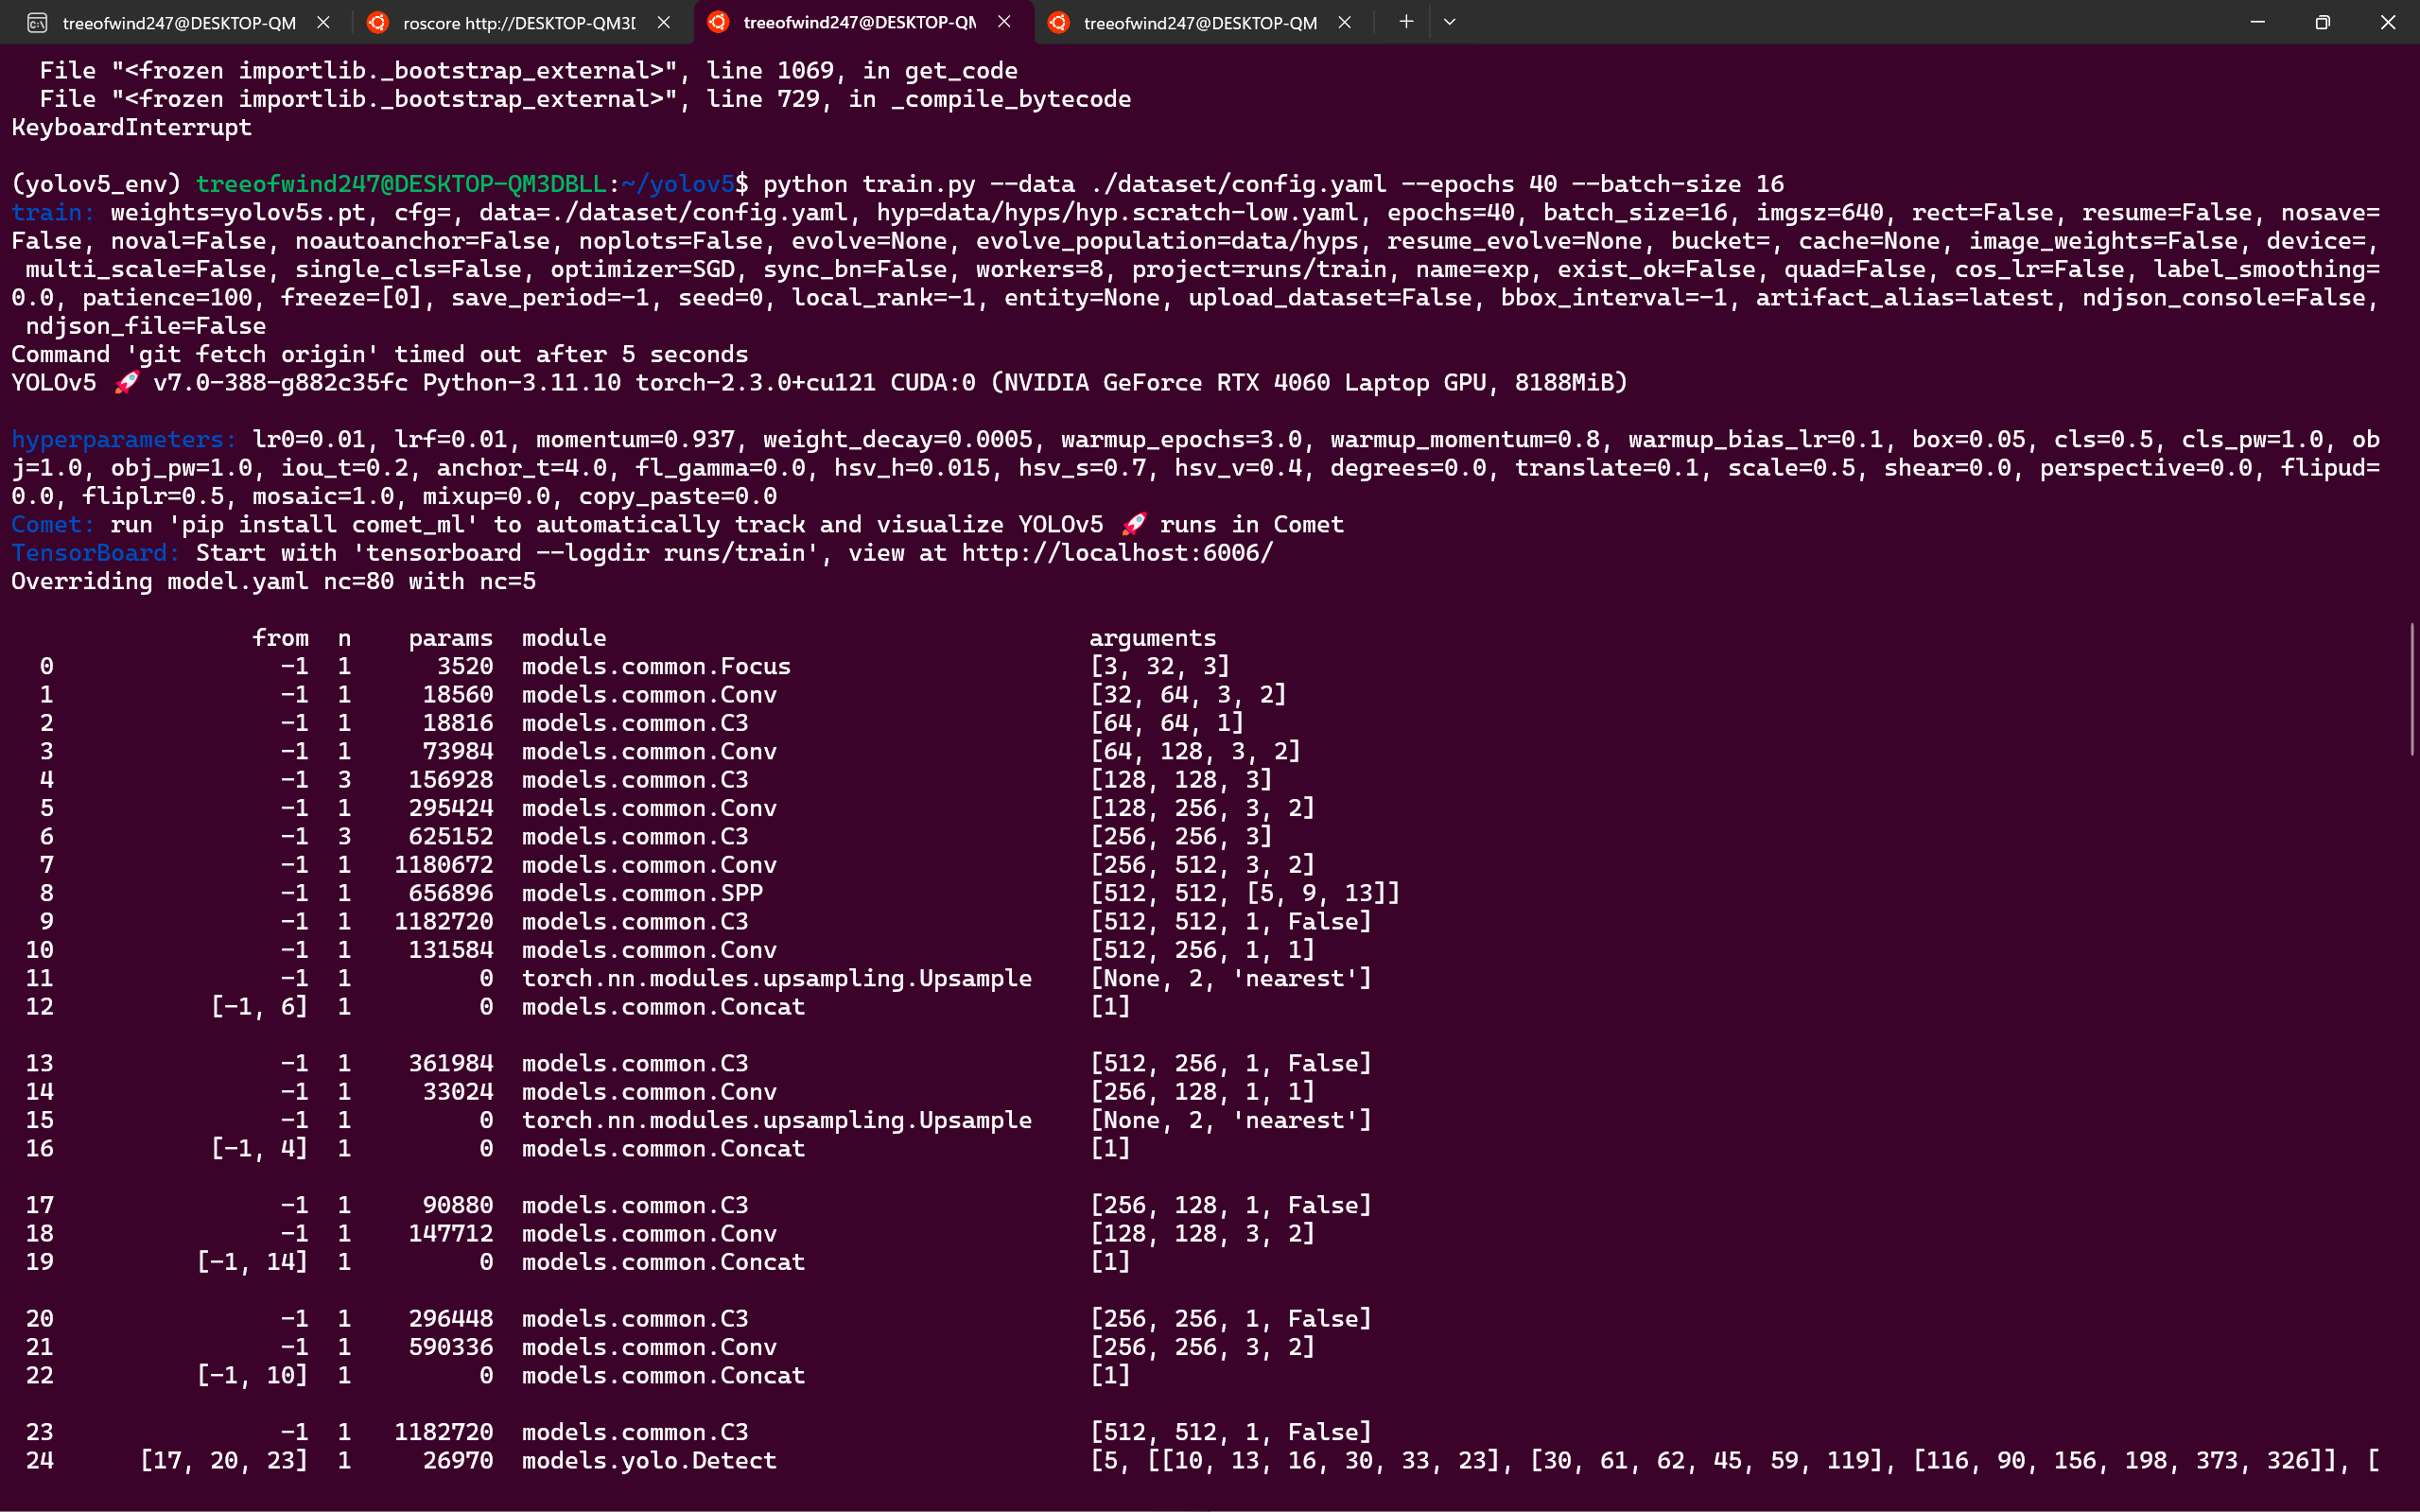 treeofwind247@DESKTOP-QM
roscore http://DESKTOP-QM3D
treeofwind247@DESKTOP-QM
treeofwind247@DESKTOP-QM
  File "<frozen importlib._bootstrap_external>", line 1069, in get_code
  File "<frozen importlib._bootstrap_external>", line 729, in _compile_bytecode
KeyboardInterrupt
(yolov5_env) treeofwind247@DESKTOP-QM3DBLL:~/yolov5$ python train.py --data ./dataset/config.yaml --epochs 40 --batch-size 16
train: weights=yolov5s.pt, cfg=, data=./dataset/config.yaml, hyp=data/hyps/hyp.scratch-low.yaml, epochs=40, batch_size=16, imgsz=640, rect=False, resume=False, nosave=
False, noval=False, noautoanchor=False, noplots=False, evolve=None, evolve_population=data/hyps, resume_evolve=None, bucket=, cache=None, image_weights=False, device=,
 multi_scale=False, single_cls=False, optimizer=SGD, sync_bn=False, workers=8, project=runs/train, name=exp, exist_ok=False, quad=False, cos_lr=False, label_smoothing=
0.0, patience=100, freeze=[0], save_period=-1, seed=0, local_rank=-1, entity=None, upload_dataset=False, bbox_interval=-1, artifact_alias=latest, ndjson_console=False,
 ndjson_file=False
Command 'git fetch origin' timed out after 5 seconds
YOLOv5 🚀 v7.0-388-g882c35fc Python-3.11.10 torch-2.3.0+cu121 CUDA:0 (NVIDIA GeForce RTX 4060 Laptop GPU, 8188MiB)
hyperparameters: lr0=0.01, lrf=0.01, momentum=0.937, weight_decay=0.0005, warmup_epochs=3.0, warmup_momentum=0.8, warmup_bias_lr=0.1, box=0.05, cls=0.5, cls_pw=1.0, ob
j=1.0, obj_pw=1.0, iou_t=0.2, anchor_t=4.0, fl_gamma=0.0, hsv_h=0.015, hsv_s=0.7, hsv_v=0.4, degrees=0.0, translate=0.1, scale=0.5, shear=0.0, perspective=0.0, flipud=
0.0, fliplr=0.5, mosaic=1.0, mixup=0.0, copy_paste=0.0
Comet: run 'pip install comet_ml' to automatically track and visualize YOLOv5 🚀 runs in Comet
TensorBoard: Start with 'tensorboard --logdir runs/train', view at http://localhost:6006/
Overriding model.yaml nc=80 with nc=5
from n params module arguments
0 -1 1 3520 models.common.Focus [3, 32, 3]
1 -1 1 18560 models.common.Conv [32, 64, 3, 2]
2 -1 1 18816 models.common.C3 [64, 64, 1]
3 -1 1 73984 models.common.Conv [64, 128, 3, 2]
4 -1 3 156928 models.common.C3 [128, 128, 3]
5 -1 1 295424 models.common.Conv [128, 256, 3, 2]
6 -1 3 625152 models.common.C3 [256, 256, 3]
7 -1 1 1180672 models.common.Conv [256, 512, 3, 2]
8 -1 1 656896 models.common.SPP [512, 512, [5, 9, 13]]
9 -1 1 1182720 models.common.C3 [512, 512, 1, False]
10 -1 1 131584 models.common.Conv [512, 256, 1, 1]
11 -1 1 0 torch.nn.modules.upsampling.Upsample [None, 2, 'nearest']
12 [-1, 6] 1 0 models.common.Concat [1]
13 -1 1 361984 models.common.C3 [512, 256, 1, False]
14 -1 1 33024 models.common.Conv [256, 128, 1, 1]
15 -1 1 0 torch.nn.modules.upsampling.Upsample [None, 2, 'nearest']
16 [-1, 4] 1 0 models.common.Concat [1]
17 -1 1 90880 models.common.C3 [256, 128, 1, False]
18 -1 1 147712 models.common.Conv [128, 128, 3, 2]
19 [-1, 14] 1 0 models.common.Concat [1]
20 -1 1 296448 models.common.C3 [256, 256, 1, False]
21 -1 1 590336 models.common.Conv [256, 256, 3, 2]
22 [-1, 10] 1 0 models.common.Concat [1]
23 -1 1 1182720 models.common.C3 [512, 512, 1, False]
24 [17, 20, 23] 1 26970 models.yolo.Detect [5, [[10, 13, 16, 30, 33, 23], [30, 61, 62, 45, 59, 119], [116, 90, 156, 198, 373, 326]], [